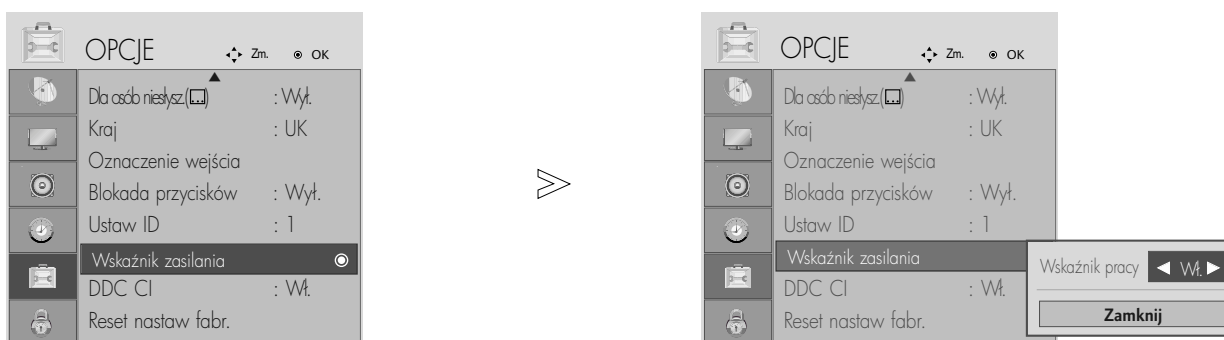 OPCJE Zm. OK
Dla osób niesłysz.( ) : Wył.
Kraj : UK
Oznaczenie wejścia
Blokada przycisków : Wył.
Ustaw ID : 1
Wskaźnik zasilania
DDC CI : Wł.
Reset nastaw fabr.
OPCJE Zm. OK
Dla osób niesłysz.( ) : Wył.
Kraj : UK
Oznaczenie wejścia
Blokada przycisków : Wył.
Ustaw ID : 1
Wskaźnik zasilania
DDC CI : Wł.
Reset nastaw fabr.
Wskaźnik pracy ◄ Wł. ►
Zamknij